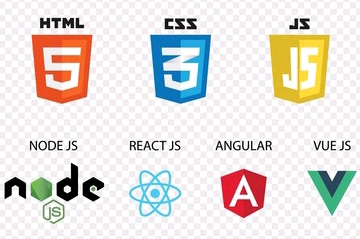 HTML CSS JS
5 3 JS
NODE JS REACT JS ANGULAR VUE JS
node A
JS